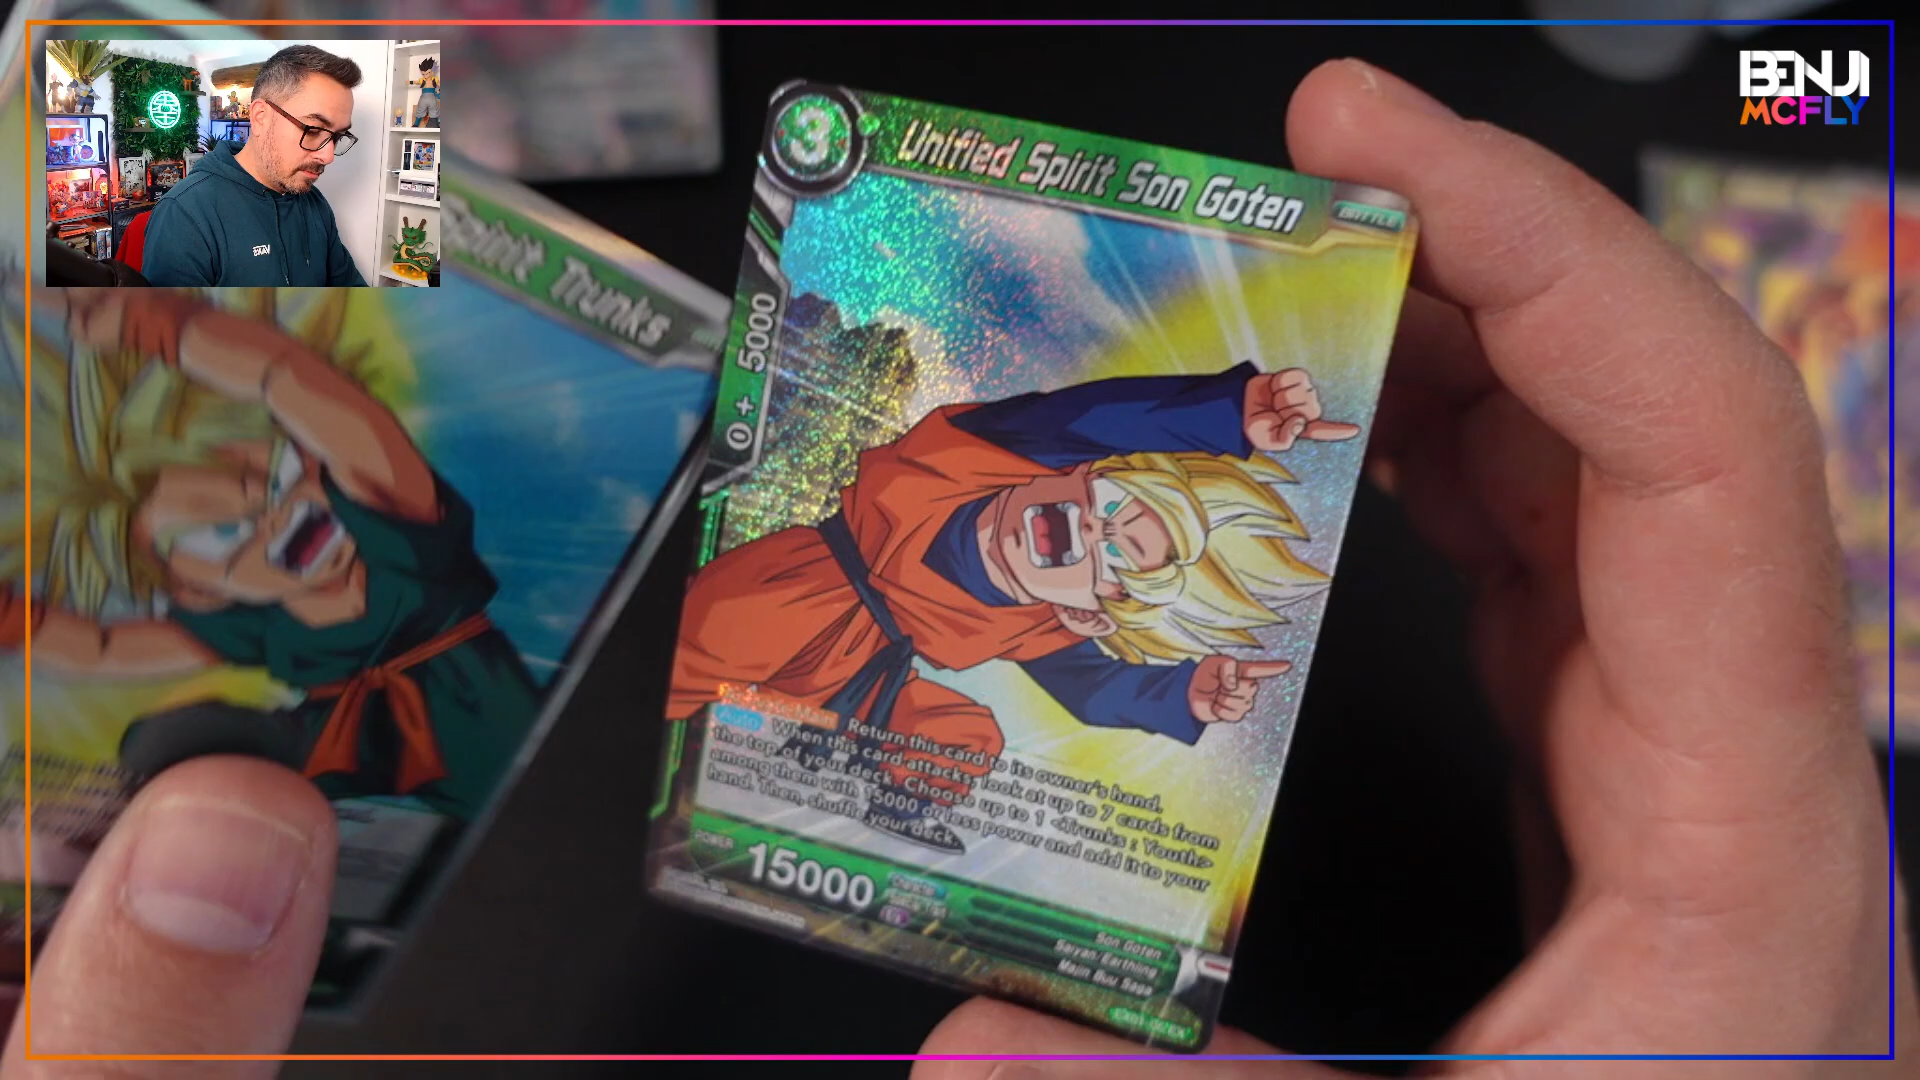 BENJI
MCFLY
Spirit Trunks
3
Unified Spirit Son Goten
BATTLE
0 + 5000
Return this card to its owner's hand.
Auto When this card attacks, look at up to 7 cards from
the top of your deck. Choose up to 1 <Trunks : Youth>
among them with 15000 or less power and add it to your
hand. Then, shuffle your deck.
POWER
15000
Son Goten
Saiyan/Earthling
Majin Buu Saga